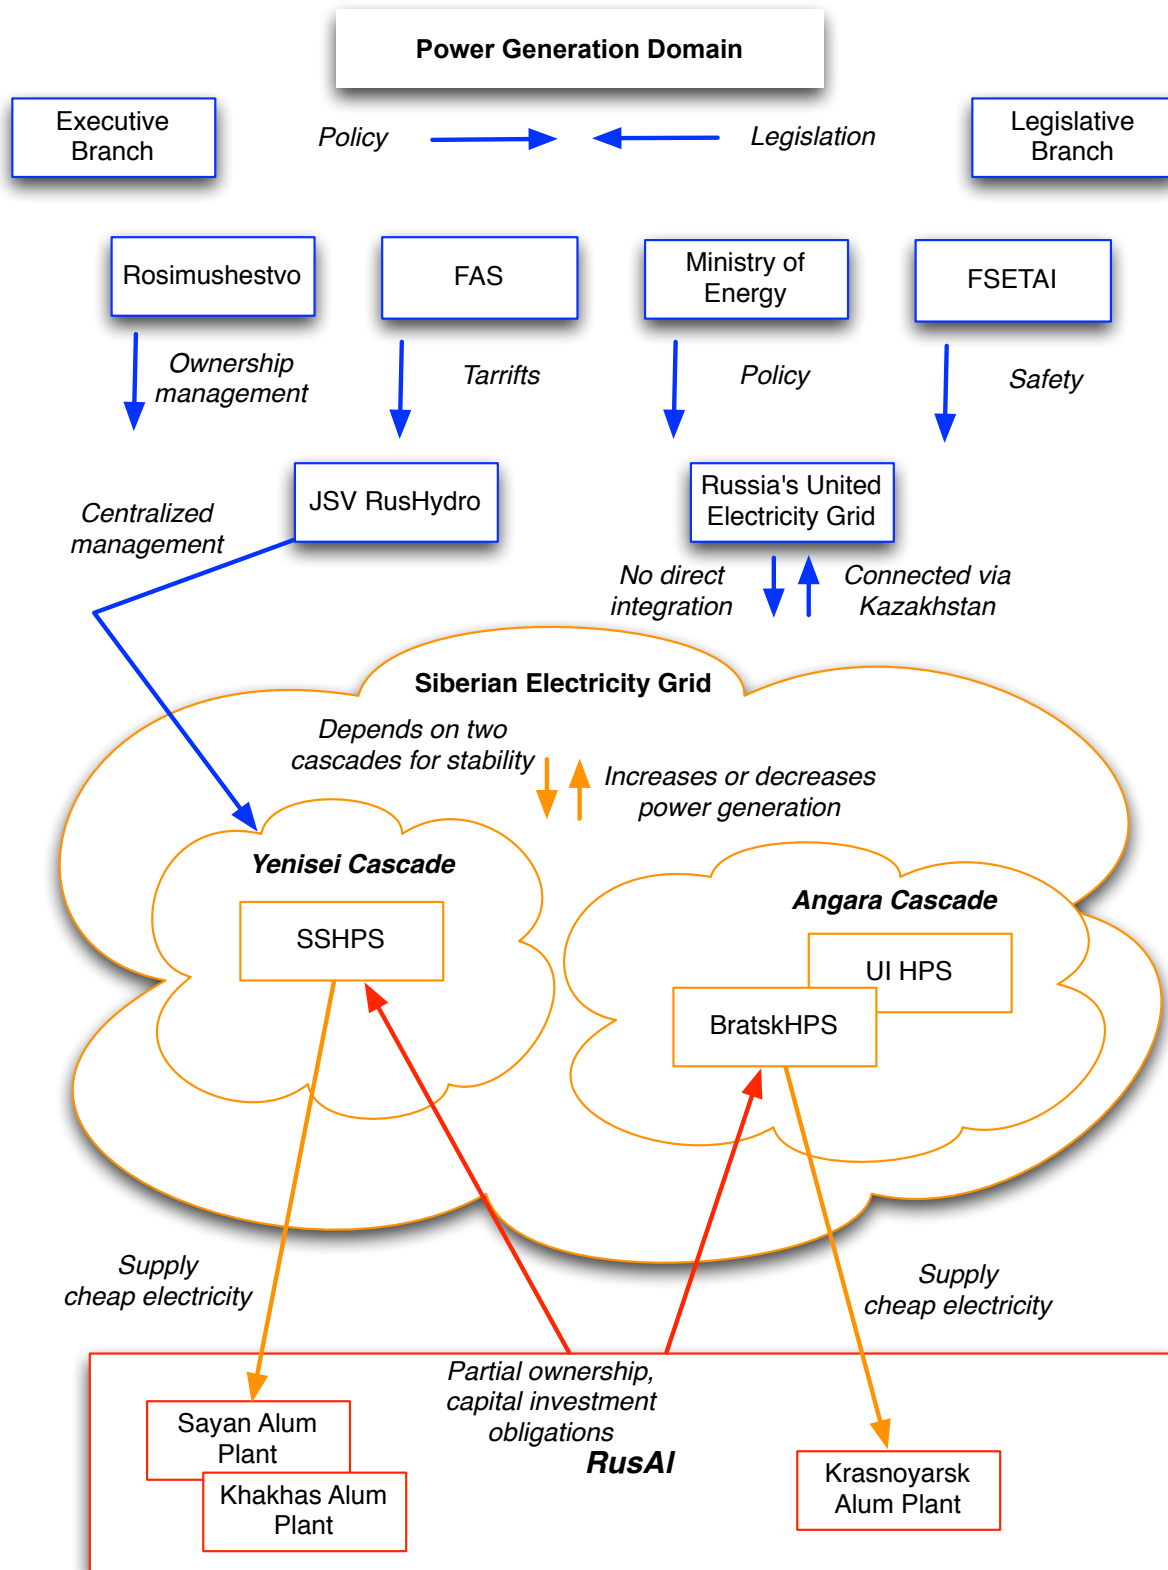 Power Generation Domain
Executive
Branch
Policy
Legislation
Legislative
Branch
Rosimushestvo
FAS
Ministry of
Energy
FSETAI
Ownership
management
Tarrifts
Policy
Safety
Centralized
management
JSV RusHydro
Russia's United
Electricity Grid
No direct
integration
Connected via
Kazakhstan
Siberian Electricity Grid
Depends on two
cascades for stability
Increases or decreases
power generation
Yenisei Cascade
SSHPS
Angara Cascade
UI HPS
BratskHPS
Supply
cheap electricity
Supply
cheap electricity
Partial ownership,
capital investment
obligations
RusAl
Sayan Alum
Plant
Khakhas Alum
Plant
Krasnoyarsk
Alum Plant